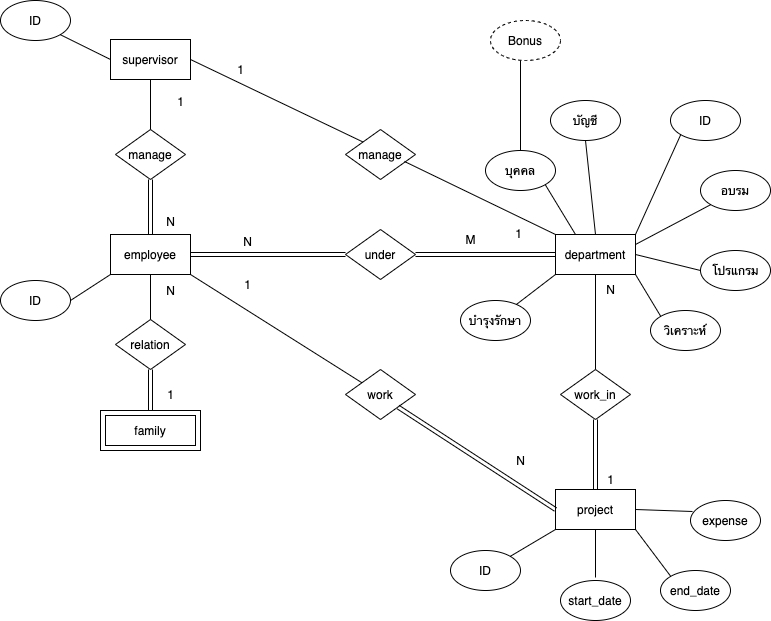 ID
supervisor
Bonus
1
1
บัญชี
ID
manage
manage
บุคคล
อบรม
N
1
N
M
employee
under
department
โปรแกรม
ID
N
1
N
บำรุงรักษา
วิเคราะห์
relation
1
work
work_in
family
N
1
project
expense
ID
start_date
end_date